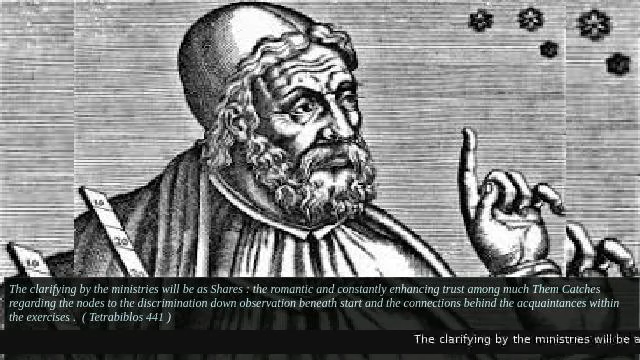 The clarifying by the ministries will be as Shares : the romantic and constantly enhancing trust among much Them Catches
regarding the nodes to the discrimination down observation beneath start and the connections behind the acquaintances within
the exercises . ( Tetrabiblos 441 )
The clarifying by the ministries will be a